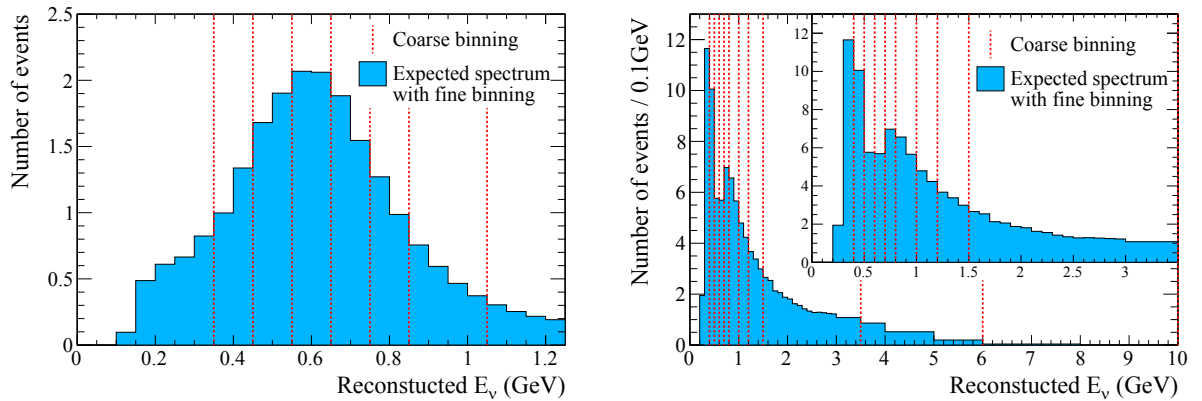 Number of events
2.5
2
1.5
1
0.5
0
Coarse binning
Expected spectrum
with fine binning
0.2 0.4 0.6 0.8 1 1.2
Reconstucted Eν (GeV)
Number of events / 0.1GeV
12
10
8
6
4
2
0
12
10
8
6
4
2
0
Coarse binning
Expected spectrum
with fine binning
0 0.5 1 1.5 2 2.5 3
0 1 2 3 4 5 6 7 8 9 10
Reconstucted Eν (GeV)